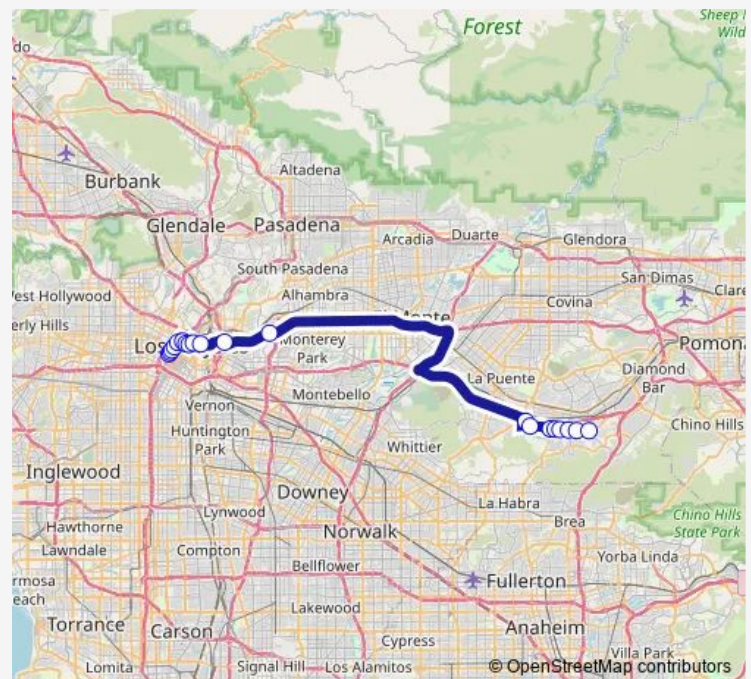 Forest
Sheep
Wild
do
Burbank
Altadena
Glendale
Pasadena
Arcadia
Duarte
Glendora
South Pasadena
San Dimas
Clare
West Hollywood
Alhambra
Covina
erly Hills
Monte
Los
Monterey
Park
Pomona
La Puente
Diamond
Bar
Vernon
Montebello
Huntington
Park
Whittier
Chino Hills
Inglewood
Downey
La Habra
Lynwood
Brea
Chino Hills
State Park
Hawthorne
Norwalk
Lawndale
Compton
Yorba Linda
Bellflower
Fullerton
rmosa
each
Lakewood
Torrance
Carson
Anaheim
Cypress
Villa Park
Lomita
Signal Hill
Los Alamitos
© OpenStreetMap contributors